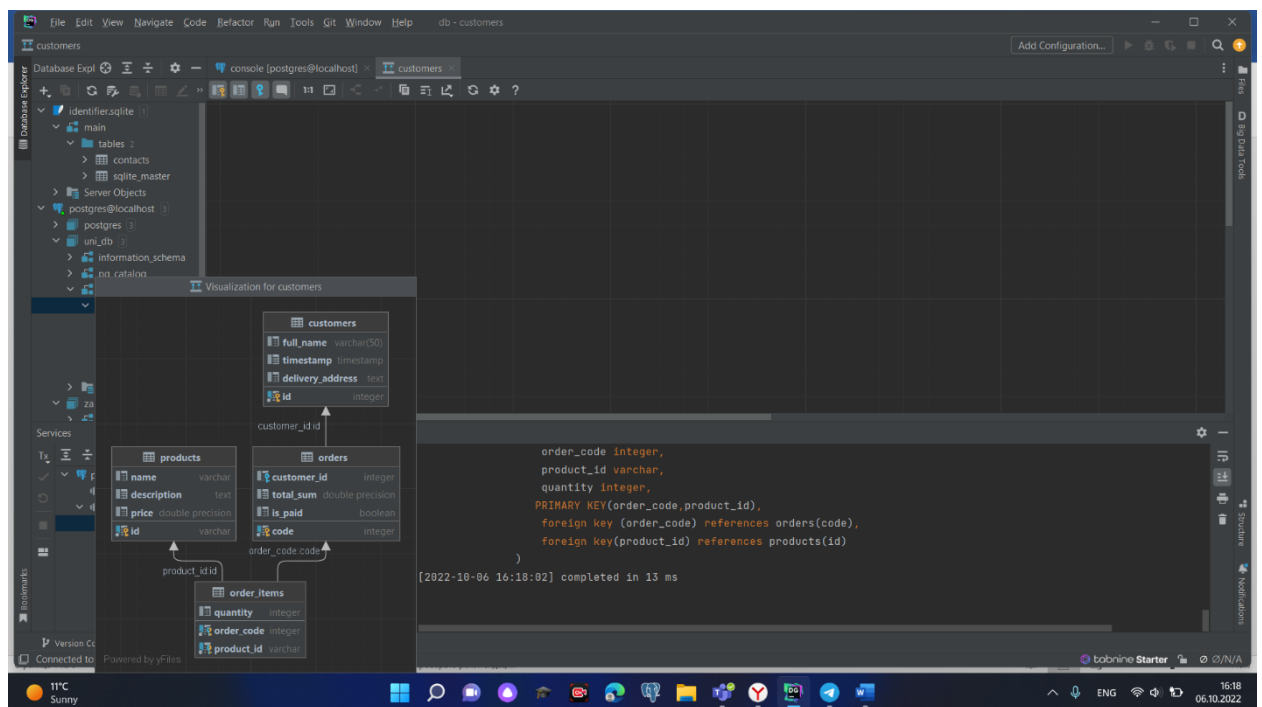 File Edit View Navigate Code Refactor Run Tools Git Window Help db - customers
customers
Add Configuration...
Database Expl
console [postgres@localhost]
customers
1:1
?
Database Explorer
identifier.sqlite 1
main
tables 2
contacts
sqlite_master
Server Objects
postgres@localhost 3
postgres 3
uni_db 3
information_schema
pg_catalog
za
Files
D
Big Data Tools
Visualization for customers
customers
full_name varchar(50)
timestamp timestamp
delivery_address text
id integer
customer_id:id
products
name varchar
description text
price double precision
id varchar
orders
customer_id integer
total_sum double precision
is_paid boolean
code integer
order_code:code
product_id:id
order_items
quantity integer
order_code integer
product_id varchar
Powered by yFiles
Services
Tx
order_code integer,
product_id varchar,
quantity integer,
PRIMARY KEY(order_code,product_id),
foreign key (order_code) references orders(code),
foreign key(product_id) references products(id)
)
[2022-10-06 16:18:02] completed in 13 ms
Structure
Notifications
Bookmarks
Version Co
Connected to
tabnine Starter
Ø/N/A
11°C
Sunny
ENG
16:18
06.10.2022